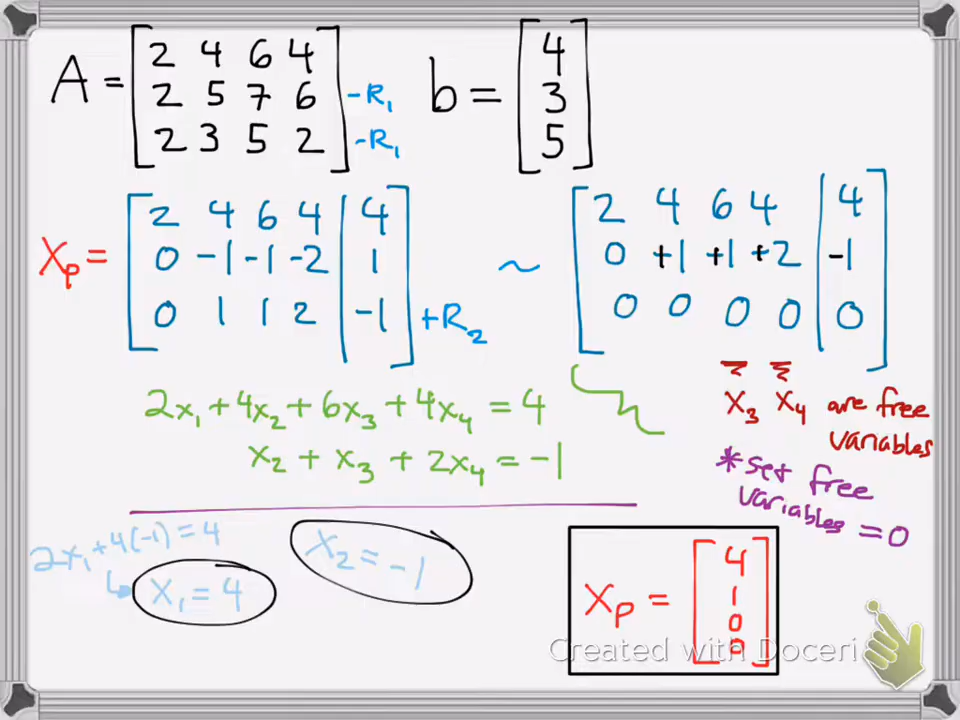 A = [2 4 6 4
2 5 7 6 -R₁
2 3 5 2] -R₁
b = [4
3
5]
Xₚ = [2 4 6 4 | 4
0 -1 -1 -2 | 1
0 1 1 2 | -1] +R₂
~ [2 4 6 4 | 4
0 +1 +1 +2 | -1
0 0 0 0 | 0]
2x₁ + 4x₂ + 6x₃ + 4x₄ = 4
x₂ + x₃ + 2x₄ = -1
x₃ x₄ are free
variables
*set free
variables = 0
2x₁ + 4(-1) = 4
↳ x₁ = 4
x₂ = -1
Xₚ = [4
1
0
0]
Created with Doceri